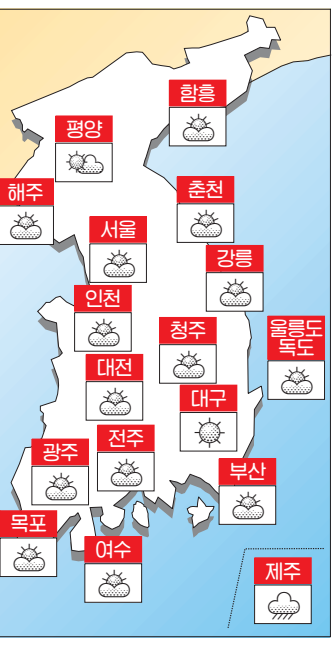 함흥
평양
해주
춘천
서울
강릉
인천
청주
울릉도
독도
대전
대구
전주
광주
부산
목포
여수
제주